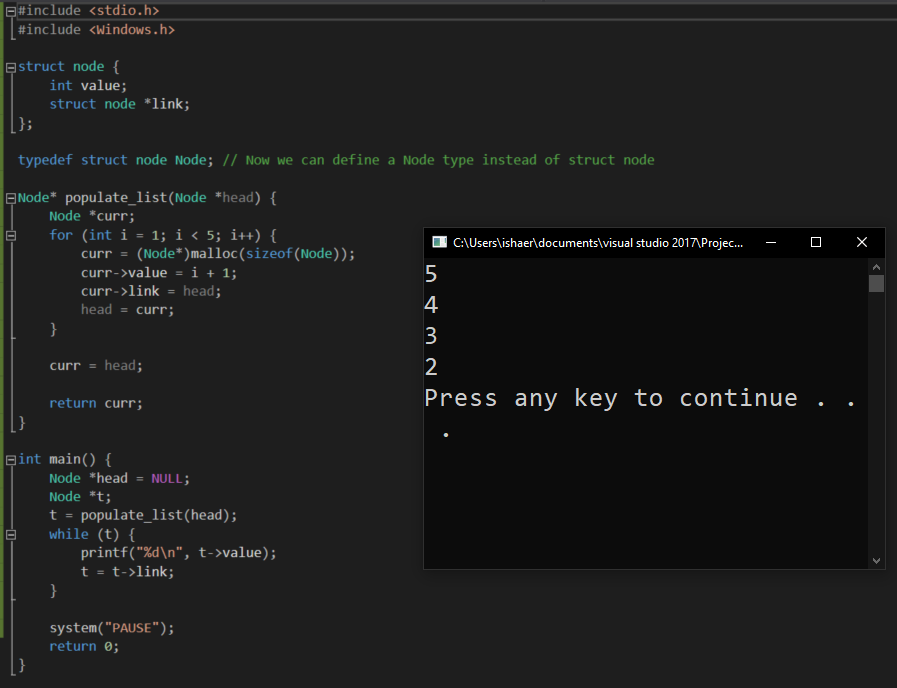 #include <stdio.h>
#include <Windows.h>
struct node {
int value;
struct node *link;
};
typedef struct node Node; // Now we can define a Node type instead of struct node
Node* populate_list(Node *head) {
Node *curr;
for (int i = 1; i < 5; i++) {
curr = (Node*)malloc(sizeof(Node));
curr->value = i + 1;
curr->link = head;
head = curr;
}
curr = head;
return curr;
}
int main() {
Node *head = NULL;
Node *t;
t = populate_list(head);
while (t) {
printf("%d\n", t->value);
t = t->link;
}
system("PAUSE");
return 0;
}
C:\Users\ishaer\documents\visual studio 2017\Projec...
5
4
3
2
Press any key to continue . .
.